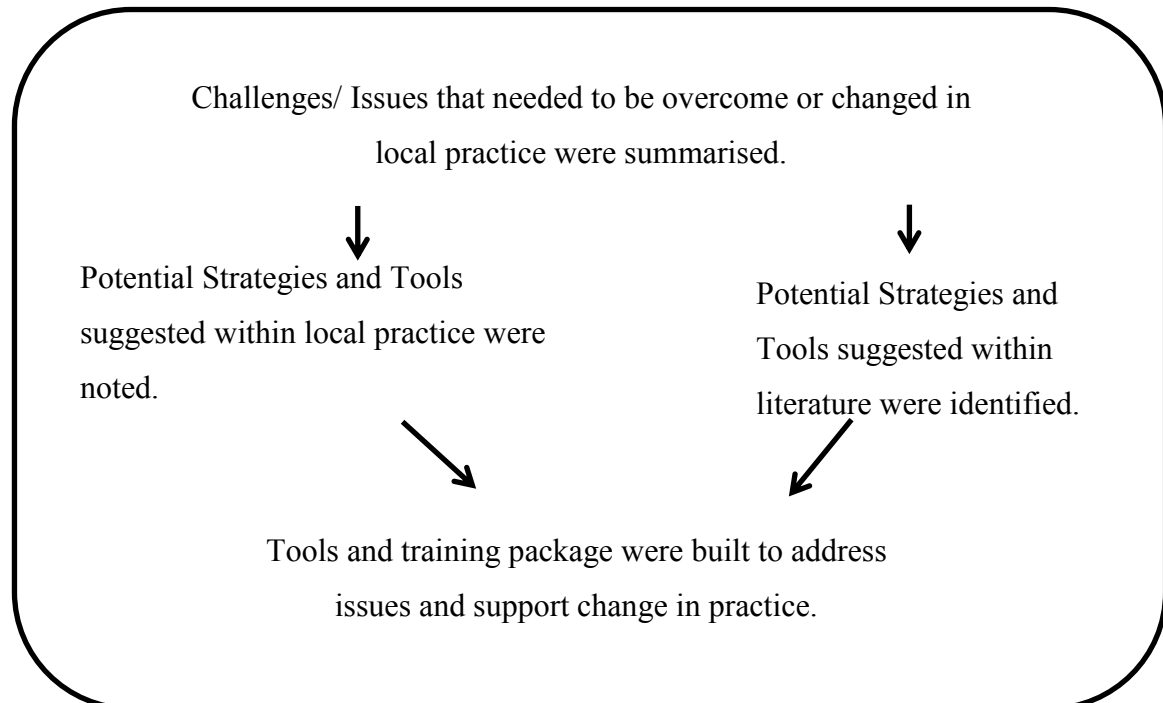 Challenges/ Issues that needed to be overcome or changed in
local practice were summarised.
Potential Strategies and Tools
suggested within local practice were
noted.
Potential Strategies and
Tools suggested within
literature were identified.
Tools and training package were built to address
issues and support change in practice.